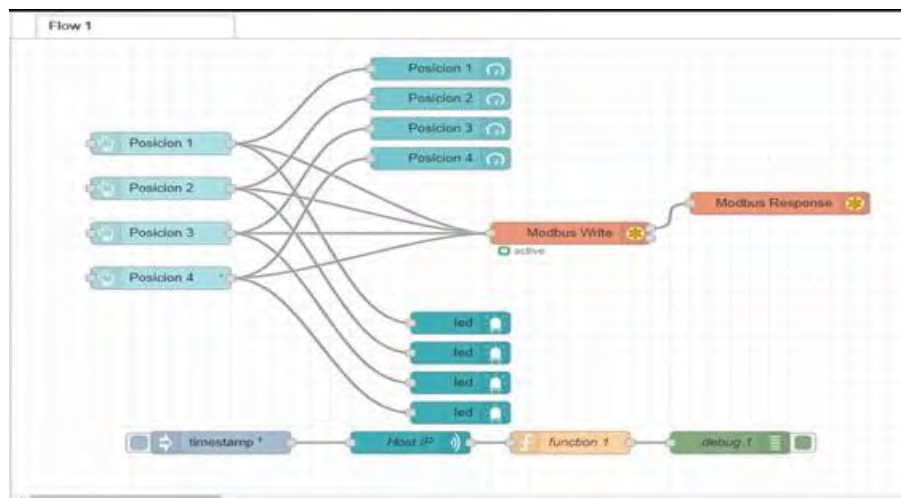 Flow 1
Posicion 1
Posicion 2
Posicion 3
Posicion 4
Posicion 1
Posicion 2
Posicion 3
Posicion 4
Modbus Write
active
Modbus Response
led
led
led
led
timestamp ¹
Host IP
function 1
debug 1